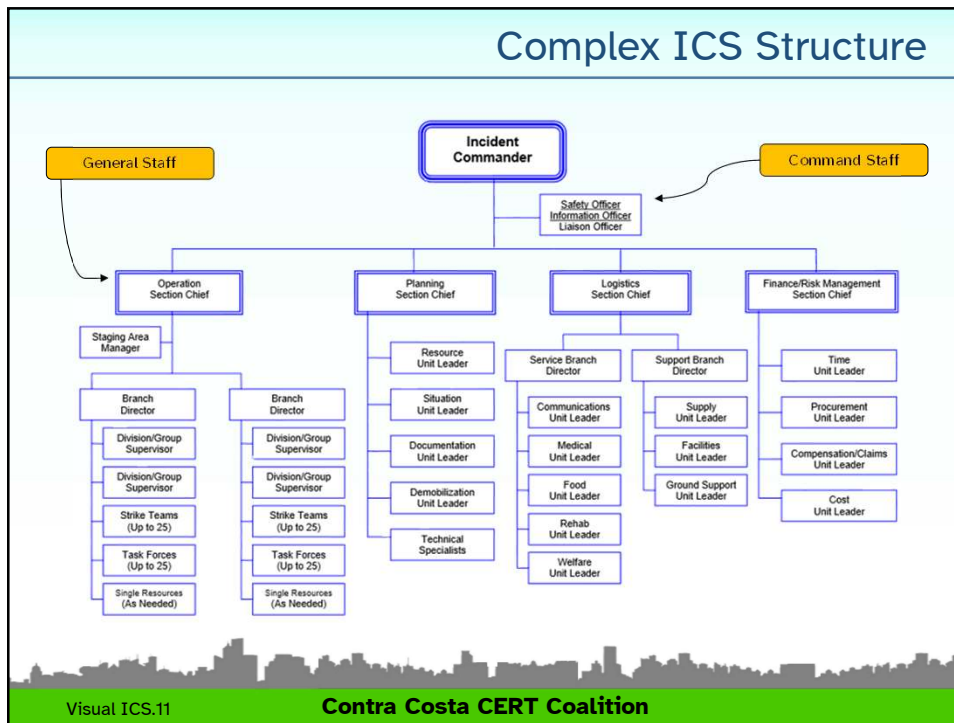 Complex ICS Structure
General Staff
Incident
Commander
Command Staff
Safety Officer
Information Officer
Liaison Officer
Operation
Section Chief
Planning
Section Chief
Logistics
Section Chief
Finance/Risk Management
Section Chief
Staging Area
Manager
Branch
Director
Division/Group
Supervisor
Division/Group
Supervisor
Strike Teams
(Up to 25)
Task Forces
(Up to 25)
Single Resources
(As Needed)
Branch
Director
Division/Group
Supervisor
Division/Group
Supervisor
Strike Teams
(Up to 25)
Task Forces
(Up to 25)
Single Resources
(As Needed)
Resource
Unit Leader
Situation
Unit Leader
Documentation
Unit Leader
Demobilization
Unit Leader
Technical
Specialists
Service Branch
Director
Communications
Unit Leader
Medical
Unit Leader
Food
Unit Leader
Rehab
Unit Leader
Welfare
Unit Leader
Support Branch
Director
Supply
Unit Leader
Facilities
Unit Leader
Ground Support
Unit Leader
Time
Unit Leader
Procurement
Unit Leader
Compensation/Claims
Unit Leader
Cost
Unit Leader
Visual ICS.11
Contra Costa CERT Coalition